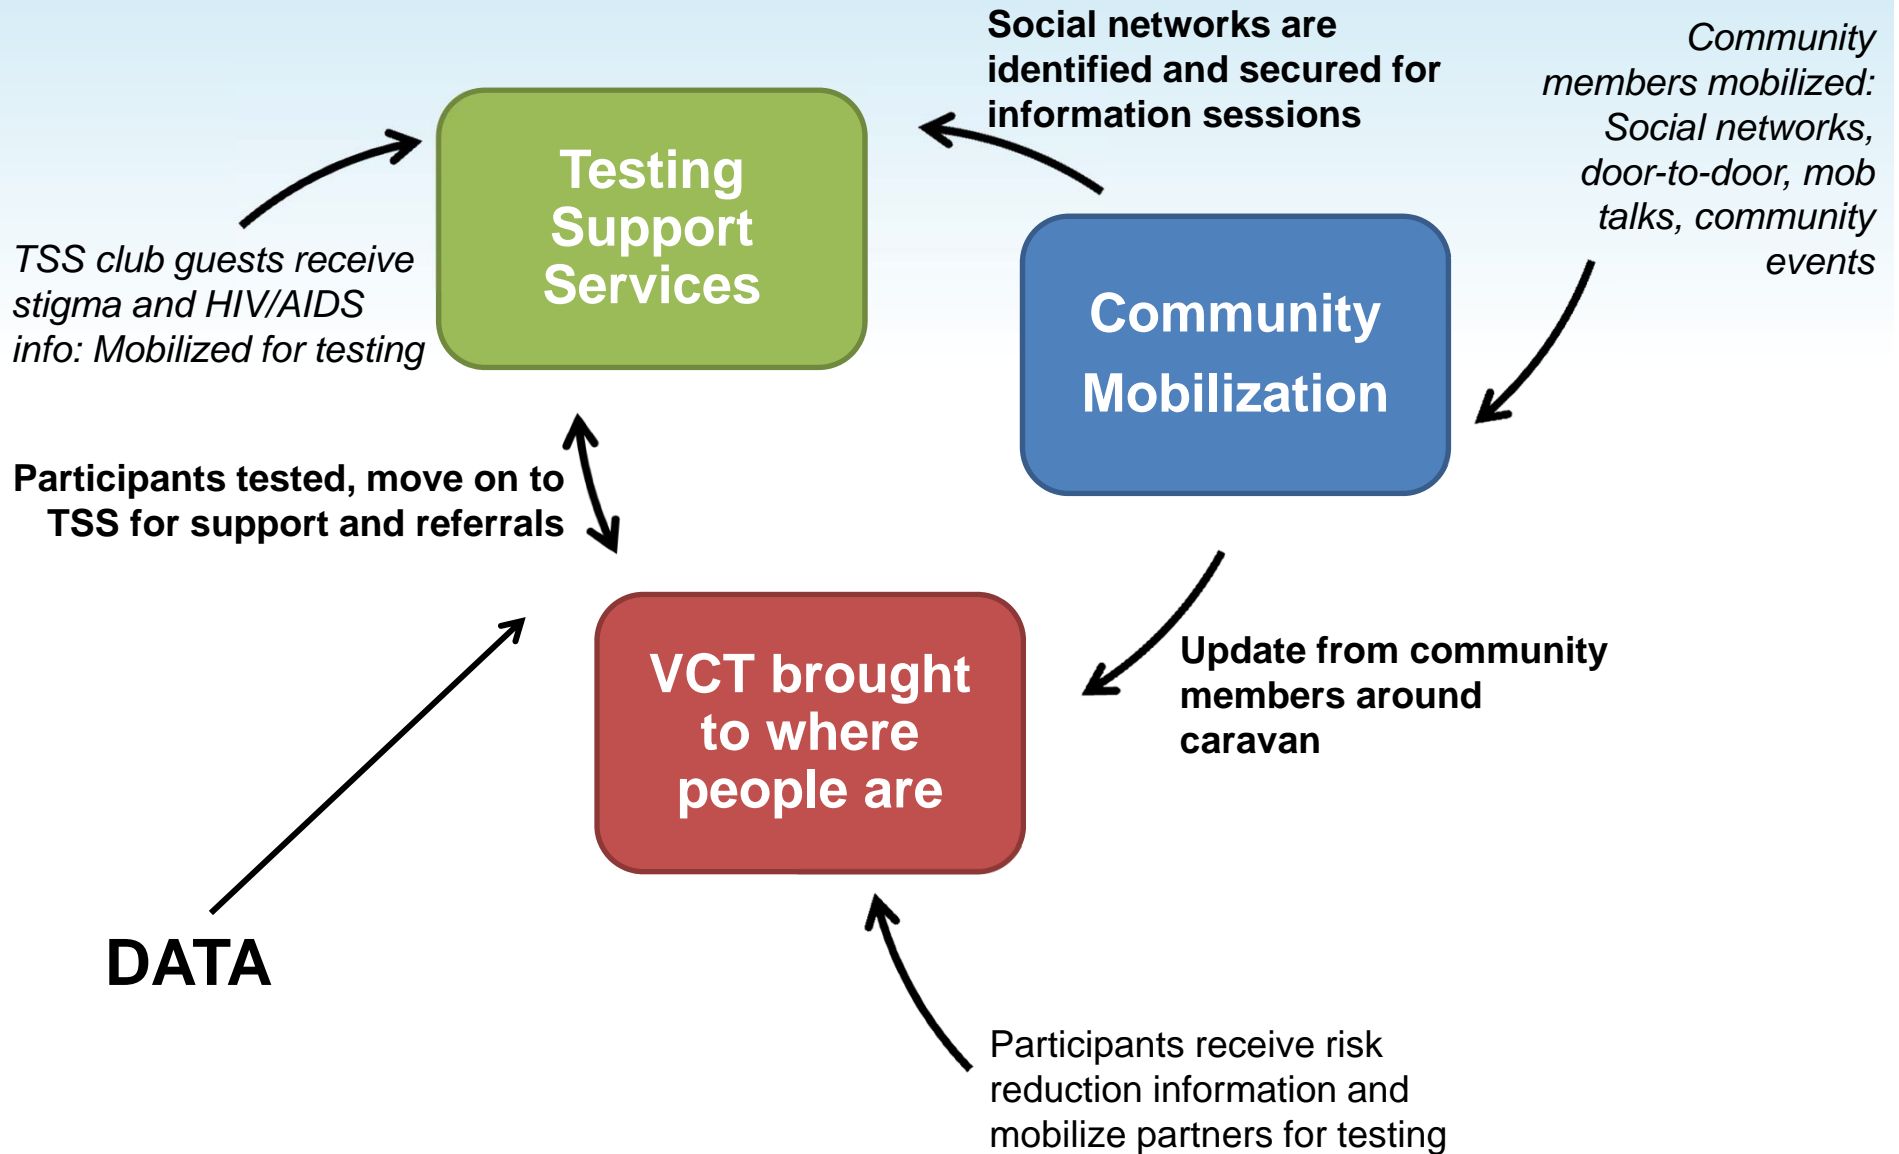 Social networks are
identified and secured for
information sessions
Community
members mobilized:
Social networks,
door-to-door, mob
talks, community
events
Testing
Support
Services
TSS club guests receive
stigma and HIV/AIDS
info: Mobilized for testing
Community
Mobilization
Participants tested, move on to
TSS for support and referrals
Update from community
members around
caravan
VCT brought
to where
people are
DATA
Participants receive risk
reduction information and
mobilize partners for testing